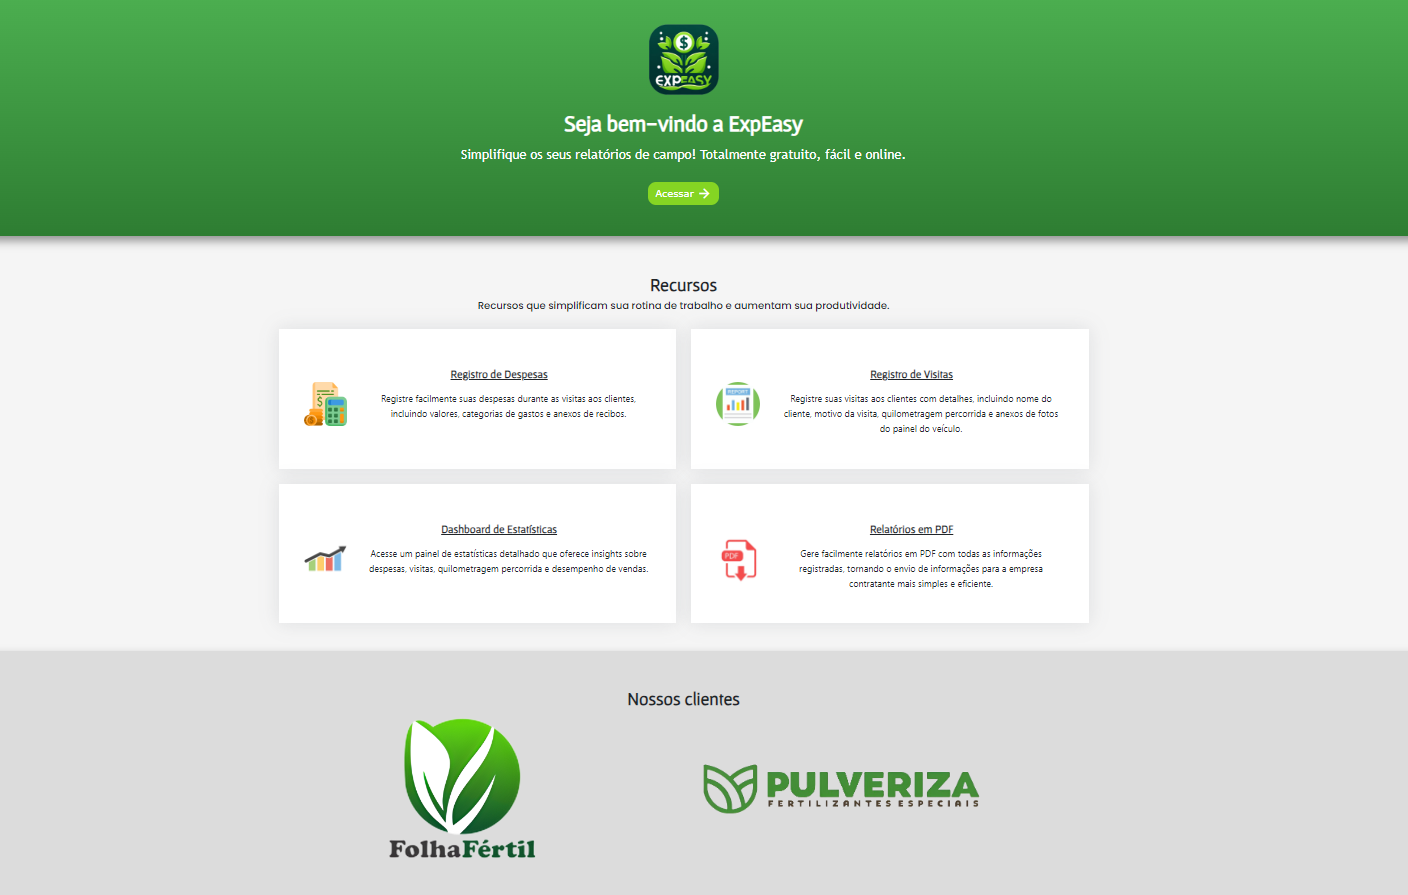 $
EXPEASY
Seja bem-vindo a ExpEasy
Simplifique os seus relatórios de campo! Totalmente gratuito, fácil e online.
Acessar
Recursos
Recursos que simplificam sua rotina de trabalho e aumentam sua produtividade.
$
Registro de Despesas
Registre facilmente suas despesas durante as visitas aos clientes,
incluindo valores, categorias de gastos e anexos de recibos.
REPORT
Registro de Visitas
Registre suas visitas aos clientes com detalhes, incluindo nome do
cliente, motivo da visita, quilometragem percorrida e anexos de fotos
do painel do veículo.
Dashboard de Estatísticas
Acesse um painel de estatísticas detalhado que oferece insights sobre
despesas, visitas, quilometragem percorrida e desempenho de vendas.
PDF
Relatórios em PDF
Gere facilmente relatórios em PDF com todas as informações
registradas, tornando o envio de informações para a empresa
contratante mais simples e eficiente.
Nossos clientes
FolhaFértil
PULVERIZA
FERTILIZANTES ESPECIAIS